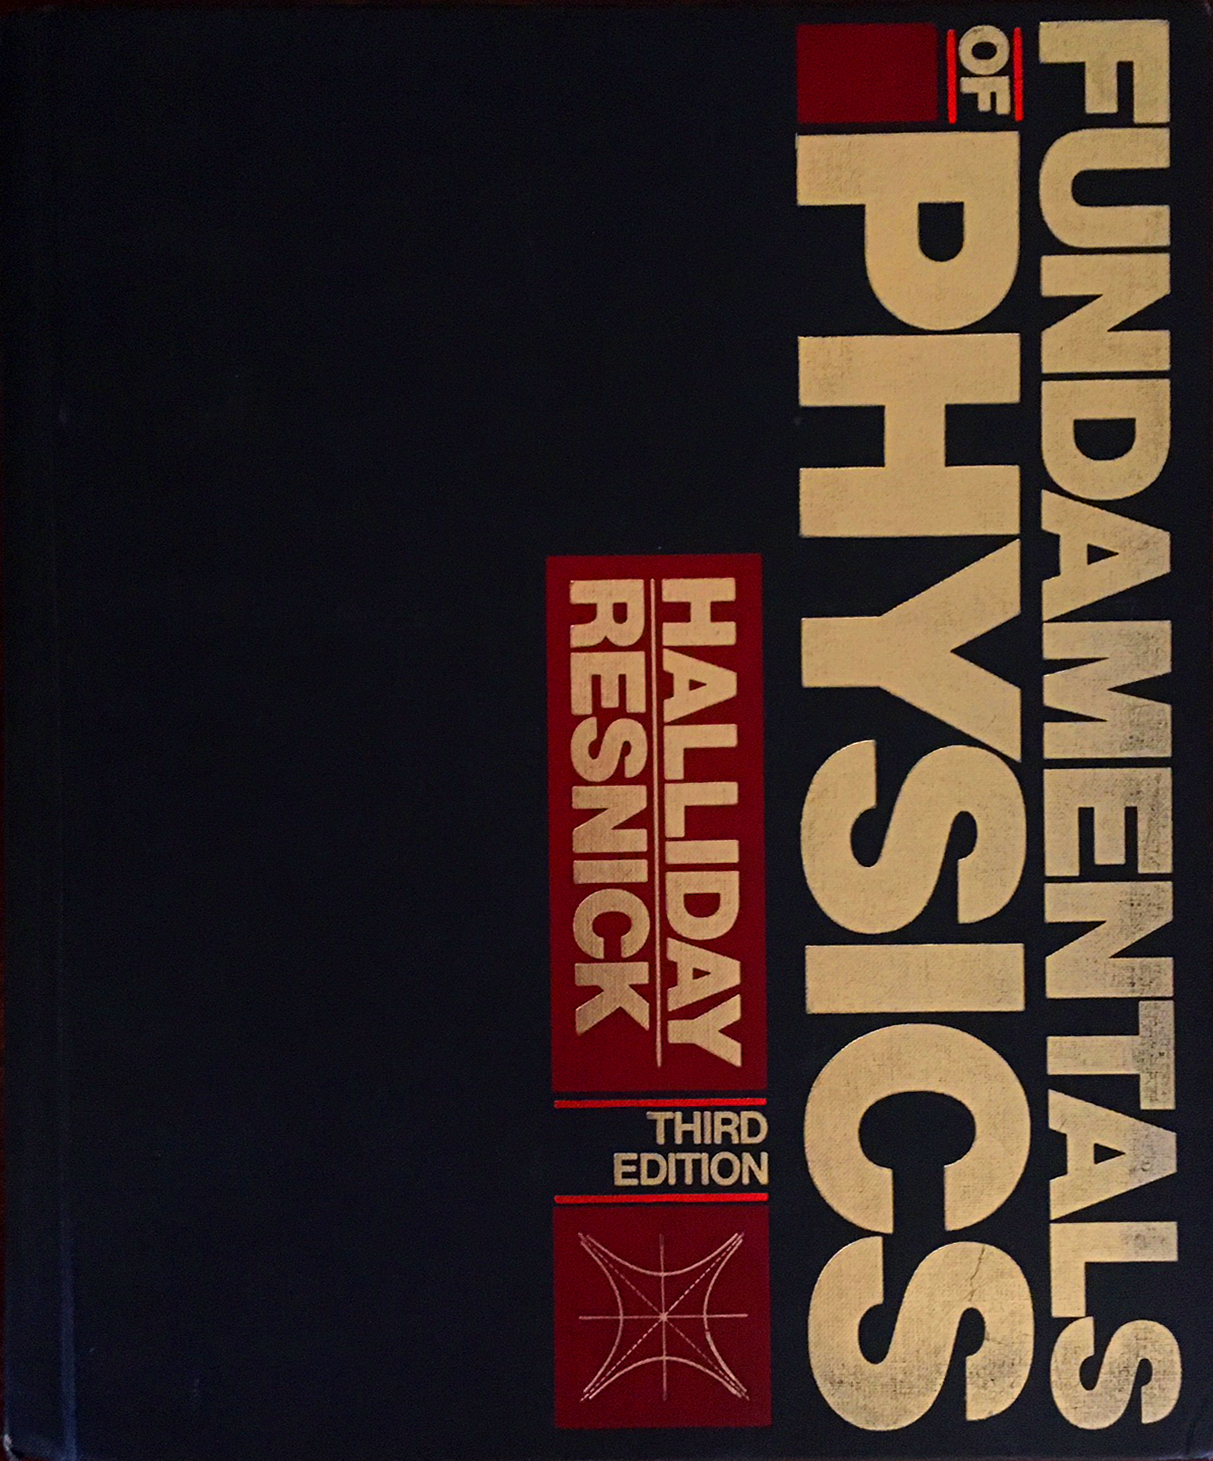 FUNDAMENTALS
OF PHYSICS
HALLIDAY
RESNICK
THIRD
EDITION